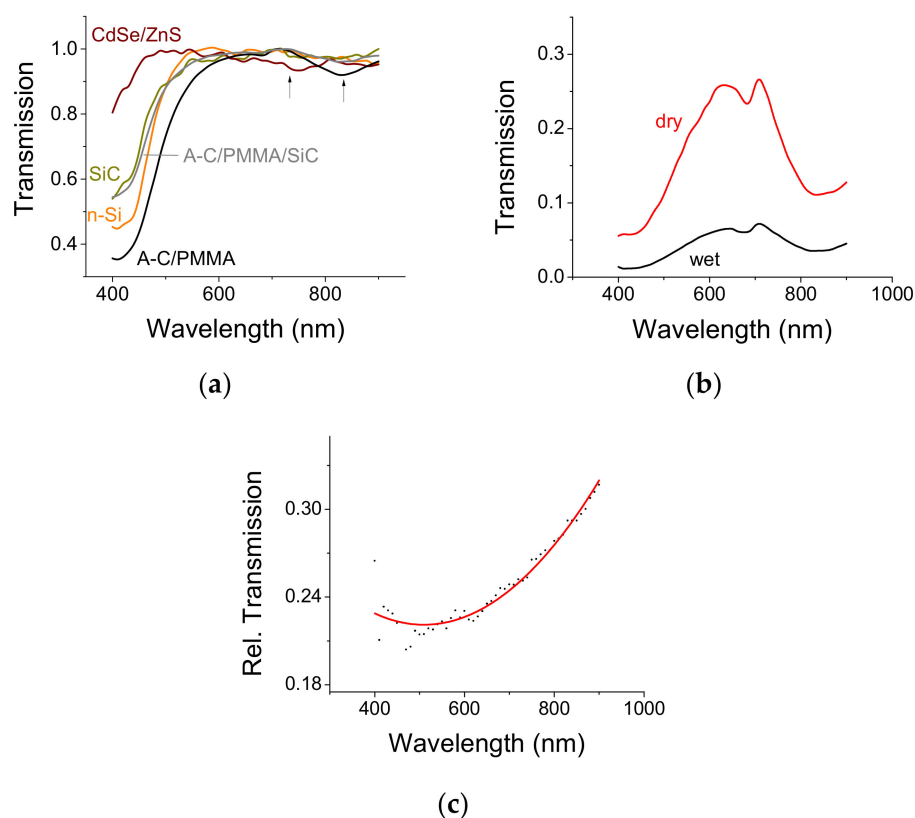 CdSe/ZnS
1.0
0.8
0.6
0.4
Transmission
A-C/PMMA/SiC
SiC
n-Si
A-C/PMMA
400 600 800
Wavelength (nm)
(a)
0.3
0.2
0.1
0.0
Transmission
dry
wet
400 600 800 1000
Wavelength (nm)
(b)
0.30
0.24
0.18
Rel. Transmission
400 600 800 1000
Wavelength (nm)
(c)